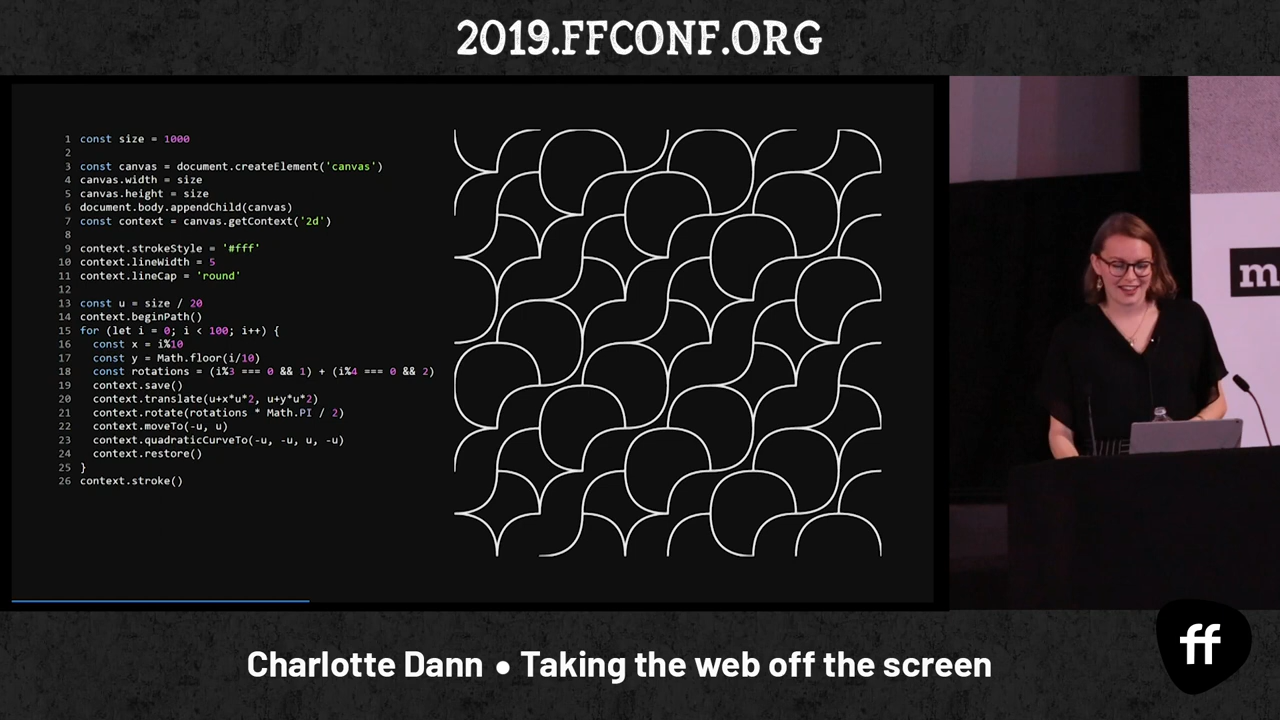 2019.FFCONF.ORG
1 const size = 1000
2
3 const canvas = document.createElement('canvas')
4 canvas.width = size
5 canvas.height = size
6 document.body.appendChild(canvas)
7 const context = canvas.getContext('2d')
8
9 context.strokeStyle = '#fff'
10 context.lineWidth = 5
11 context.lineCap = 'round'
12
13 const u = size / 20
14 context.beginPath()
15 for (let i = 0; i < 100; i++) {
16 const x = i%10
17 const y = Math.floor(i/10)
18 const rotations = (i%3 === 0 && 1) + (i%4 === 0 && 2)
19 context.save()
20 context.translate(u+x*u*2, u+y*u*2)
21 context.rotate(rotations * Math.PI / 2)
22 context.moveTo(-u, u)
23 context.quadraticCurveTo(-u, -u, u, -u)
24 context.restore()
25 }
26 context.stroke()
m
Charlotte Dann • Taking the web off the screen
ff